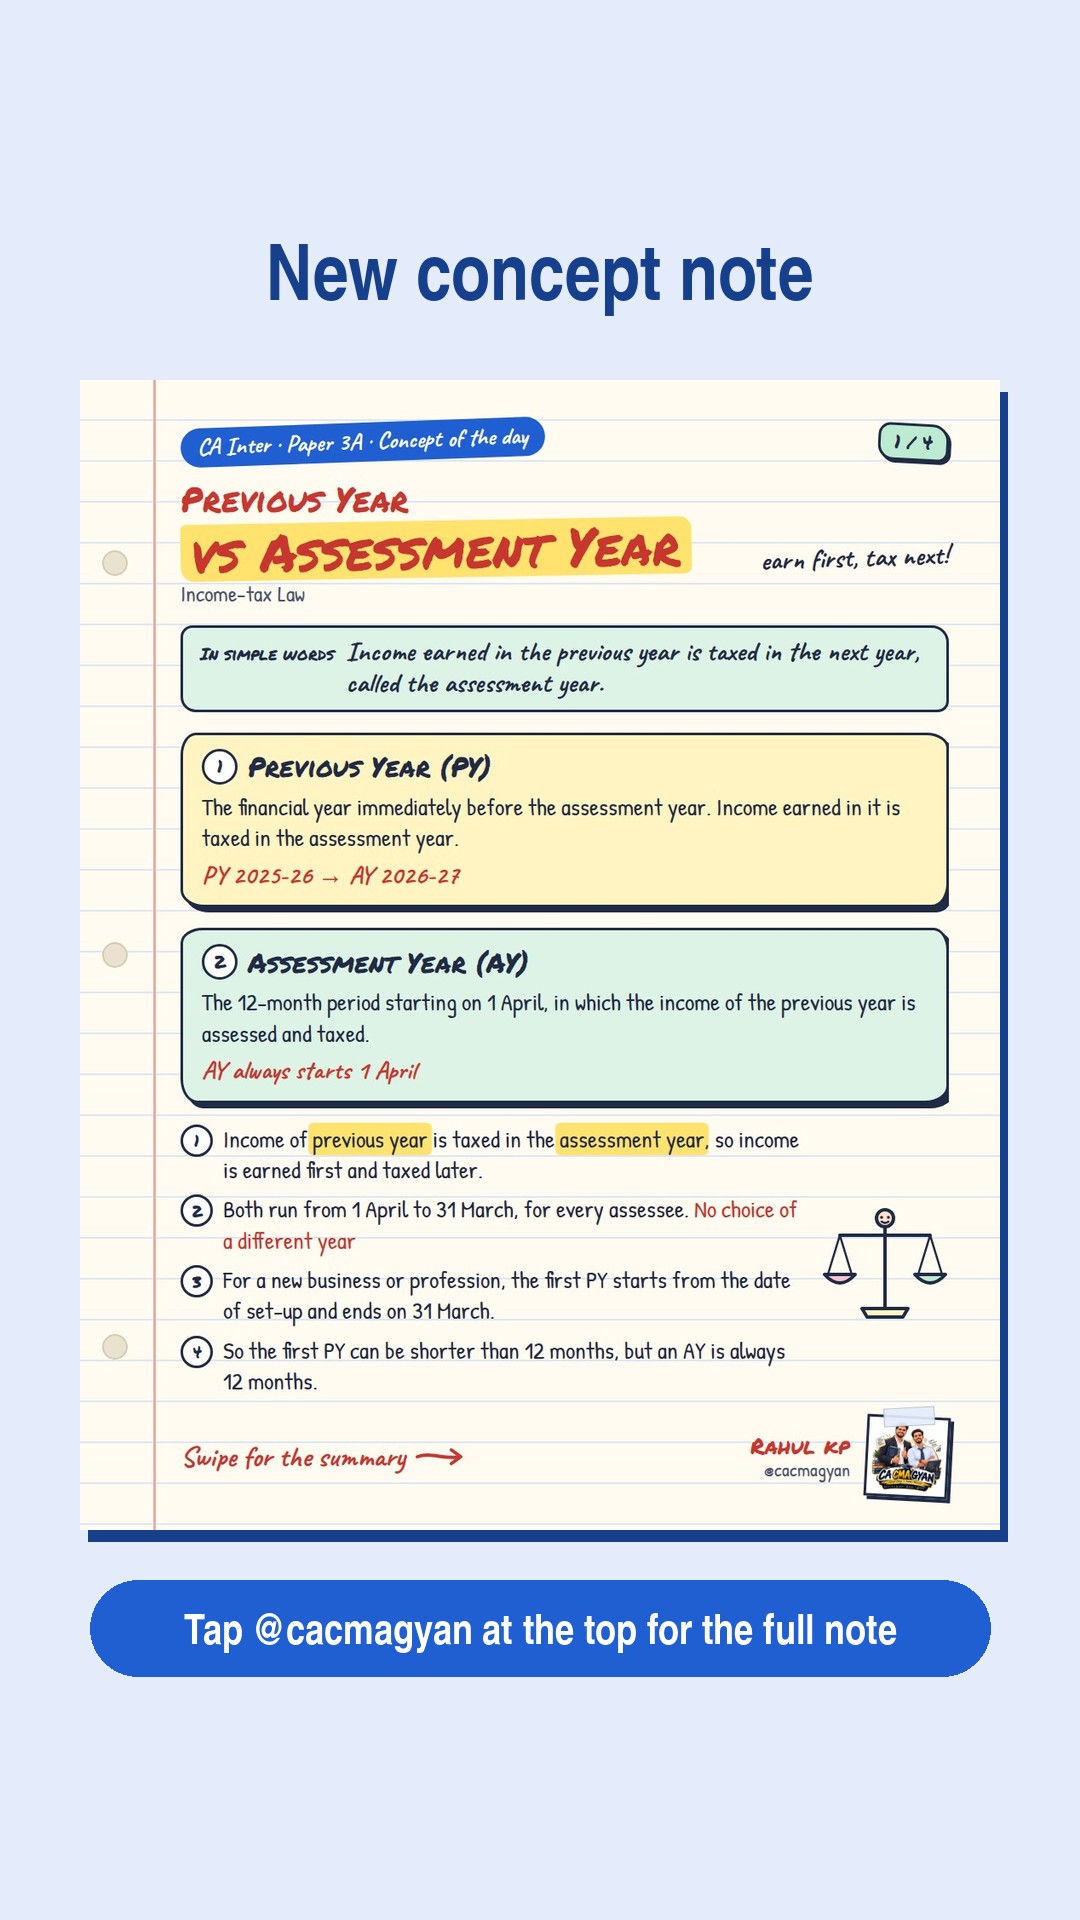 New concept note
CA Inter · Paper 3A · Concept of the day
1/4
Previous Year
vs Assessment Year
earn first, tax next!
Income-tax Law
In simple words Income earned in the previous year is taxed in the next year,
called the assessment year.
1 Previous Year (PY)
The financial year immediately before the assessment year. Income earned in it is
taxed in the assessment year.
PY 2025-26 → AY 2026-27
2 Assessment Year (AY)
The 12-month period starting on 1 April, in which the income of the previous year is
assessed and taxed.
AY always starts 1 April
1 Income of previous year is taxed in the assessment year, so income
is earned first and taxed later.
2 Both run from 1 April to 31 March, for every assessee. No choice of
a different year
3 For a new business or profession, the first PY starts from the date
of set-up and ends on 31 March.
4 So the first PY can be shorter than 12 months, but an AY is always
12 months.
Swipe for the summary →
Rahul KP
@cacmagyan
CA CMA GYAN
Tap @cacmagyan at the top for the full note